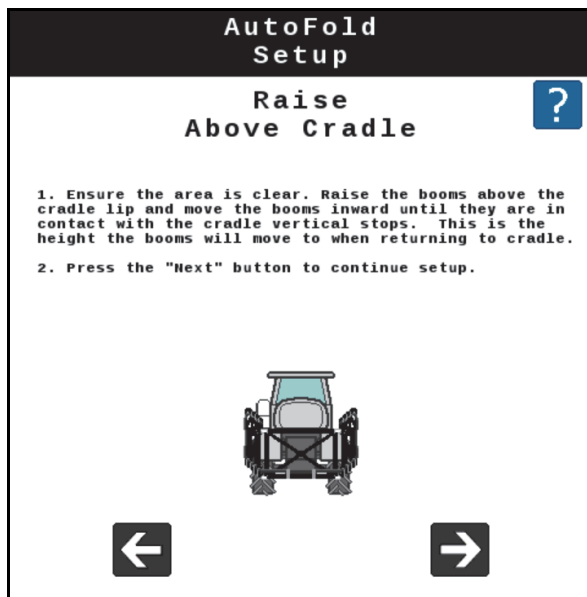 AutoFold
Setup
Raise
Above Cradle
?
1. Ensure the area is clear. Raise the booms above the
cradle lip and move the booms inward until they are in
contact with the cradle vertical stops.  This is the
height the booms will move to when returning to cradle.
2. Press the "Next" button to continue setup.